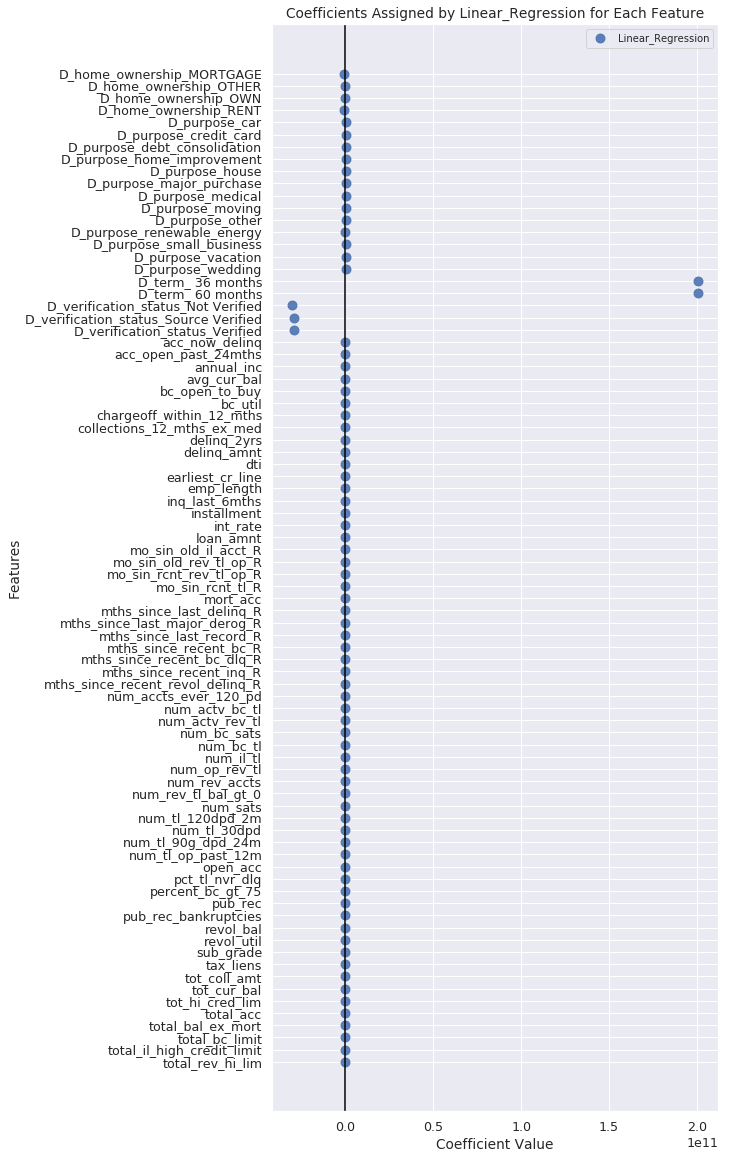 Coefficients Assigned by Linear_Regression for Each Feature
Linear_Regression
D_home_ownership_MORTGAGE
D_home_ownership_OTHER
D_home_ownership_OWN
D_home_ownership_RENT
D_purpose_car
D_purpose_credit_card
D_purpose_debt_consolidation
D_purpose_home_improvement
D_purpose_house
D_purpose_major_purchase
D_purpose_medical
D_purpose_moving
D_purpose_other
D_purpose_renewable_energy
D_purpose_small_business
D_purpose_vacation
D_purpose_wedding
D_term_ 36 months
D_term_ 60 months
D_verification_status_Not Verified
D_verification_status_Source Verified
D_verification_status_Verified
acc_now_delinq
acc_open_past_24mths
annual_inc
avg_cur_bal
bc_open_to_buy
bc_util
chargeoff_within_12_mths
collections_12_mths_ex_med
delinq_2yrs
delinq_amnt
dti
earliest_cr_line
emp_length
inq_last_6mths
installment
int_rate
loan_amnt
mo_sin_old_il_acct_R
mo_sin_old_rev_tl_op_R
mo_sin_rcnt_rev_tl_op_R
mo_sin_rcnt_tl_R
mort_acc
mths_since_last_delinq_R
mths_since_last_major_derog_R
mths_since_last_record_R
mths_since_recent_bc_R
mths_since_recent_bc_dlq_R
mths_since_recent_inq_R
mths_since_recent_revol_delinq_R
num_accts_ever_120_pd
num_actv_bc_tl
num_actv_rev_tl
num_bc_sats
num_bc_tl
num_il_tl
num_op_rev_tl
num_rev_accts
num_rev_tl_bal_gt_0
num_sats
num_tl_120dpd_2m
num_tl_30dpd
num_tl_90g_dpd_24m
num_tl_op_past_12m
open_acc
pct_tl_nvr_dlq
percent_bc_gt_75
pub_rec
pub_rec_bankruptcies
revol_bal
revol_util
sub_grade
tax_liens
tot_coll_amt
tot_cur_bal
tot_hi_cred_lim
total_acc
total_bal_ex_mort
total_bc_limit
total_il_high_credit_limit
total_rev_hi_lim
Features
0.0 0.5 1.0 1.5 2.0
1e11
Coefficient Value